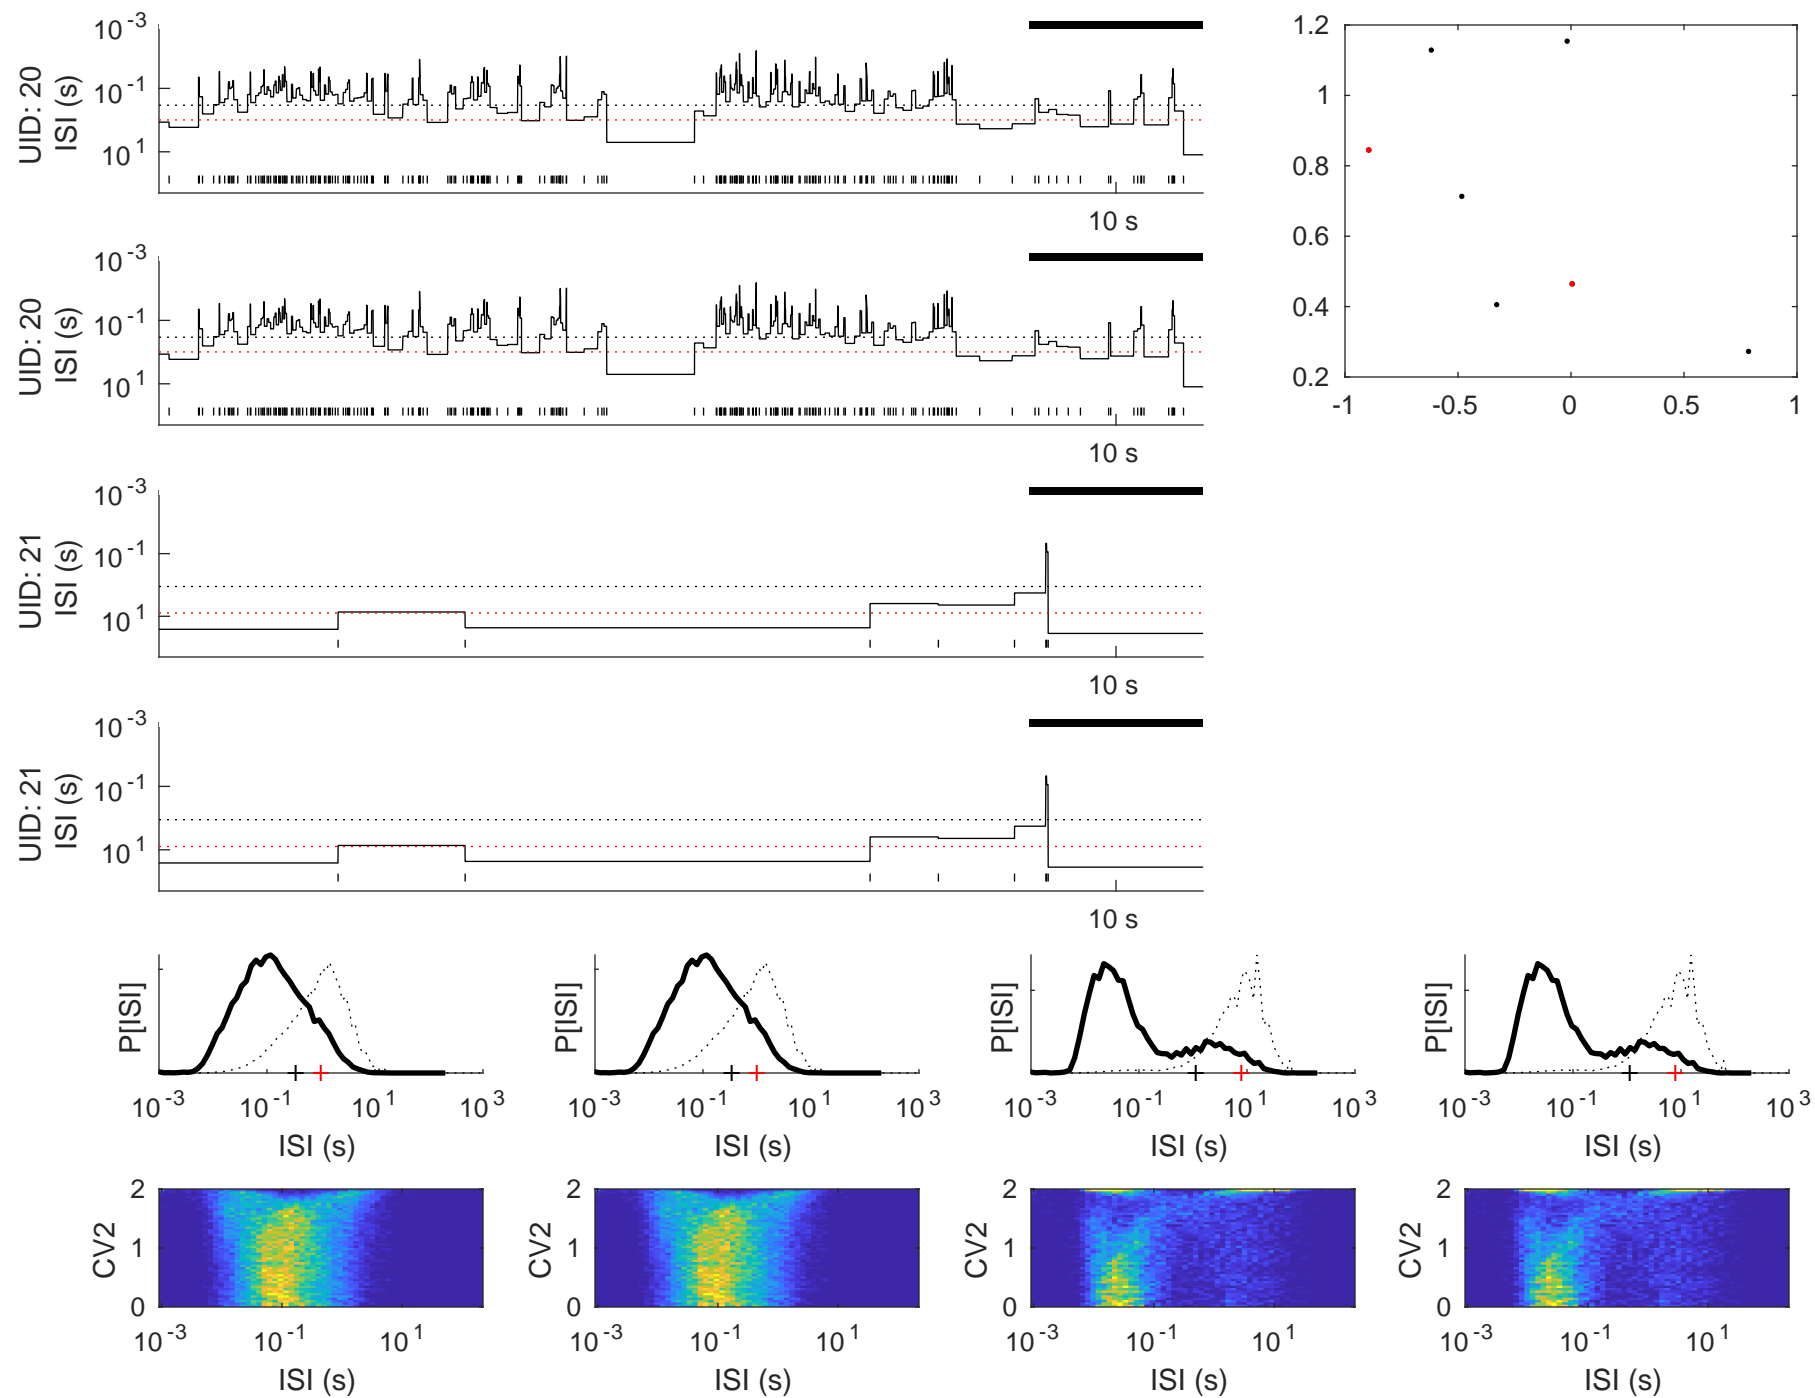 UID: 20
ISI (s)
10-3
10-1
101
10 s
UID: 20
ISI (s)
10-3
10-1
101
10 s
UID: 21
ISI (s)
10-3
10-1
101
10 s
UID: 21
ISI (s)
10-3
10-1
101
10 s
1.2
1
0.8
0.6
0.4
0.2
-1 -0.5 0 0.5 1
P[ISI] P[ISI] P[ISI] P[ISI]
10-3 10-1 101 103 10-3 10-1 101 103 10-3 10-1 101 103 10-3 10-1 101 103
ISI (s) ISI (s) ISI (s) ISI (s)
2 2 2 2
CV2 1 CV2 1 CV2 1 CV2 1
0 0 0 0
10-3 10-1 101 10-3 10-1 101 10-3 10-1 101 10-3 10-1 101
ISI (s) ISI (s) ISI (s) ISI (s)